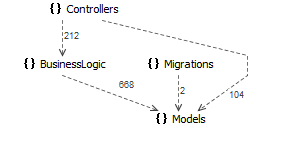 {} Controllers
212
{} BusinessLogic
{} Migrations
668
2
104
{} Models